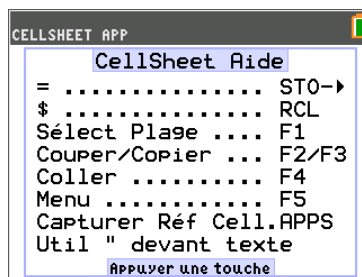 CELLSHEET APP
CellSheet Aide
= ............... STO→
$ ............... RCL
Sélect Plage .... F1
Couper/Copier ... F2/F3
Coller .......... F4
Menu ............ F5
Capturer Réf Cell.APPS
Util " devant texte
Appuyer une touche